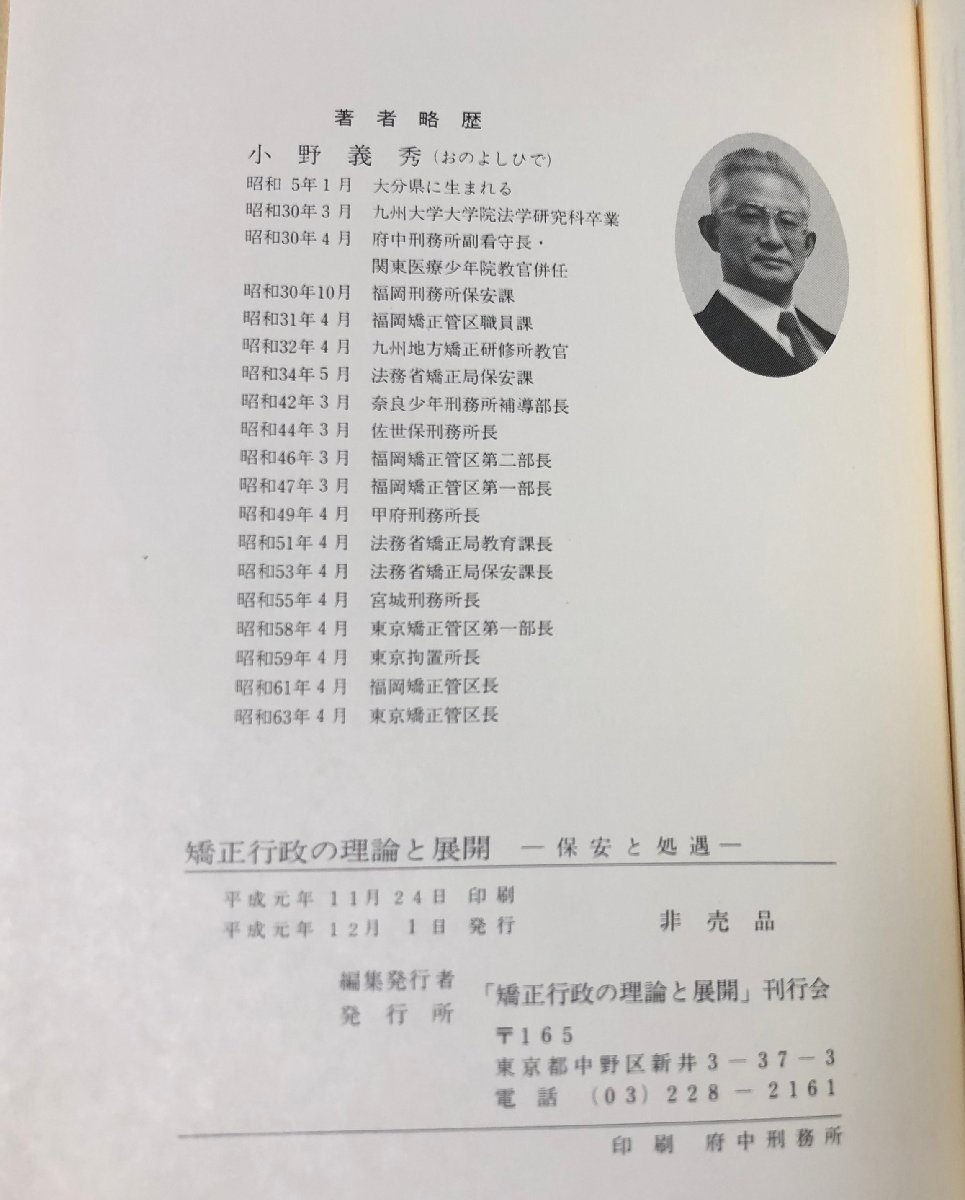 著者略歴
小野義秀(おのよしひで)
昭和5年1月 大分県に生まれる
昭和30年3月 九州大学大学院法学研究科卒業
昭和30年4月 府中刑務所副看守長・
関東医療少年院教官併任
昭和30年10月 福岡刑務所保安課
昭和31年4月 福岡矯正管区職員課
昭和32年4月 九州地方矯正研修所教官
昭和34年5月 法務省矯正局保安課
昭和42年3月 奈良少年刑務所補導部長
昭和44年3月 佐世保刑務所長
昭和46年3月 福岡矯正管区第二部長
昭和47年3月 福岡矯正管区第一部長
昭和49年4月 甲府刑務所長
昭和51年4月 法務省矯正局教育課長
昭和53年4月 法務省矯正局保安課長
昭和55年4月 宮城刑務所長
昭和58年4月 東京矯正管区第一部長
昭和59年4月 東京拘置所長
昭和61年4月 福岡矯正管区長
昭和63年4月 東京矯正管区長
矯正行政の理論と展開 ―保安と処遇―
平成元年11月24日 印刷
平成元年12月1日 発行
非売品
編集発行者
発行所
「矯正行政の理論と展開」刊行会
〒165
東京都中野区新井3－37－3
電話 (03)228－2161
印刷 府中刑務所